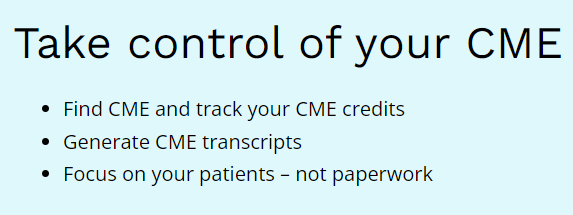 Take control of your CME
• Find CME and track your CME credits
• Generate CME transcripts
• Focus on your patients – not paperwork